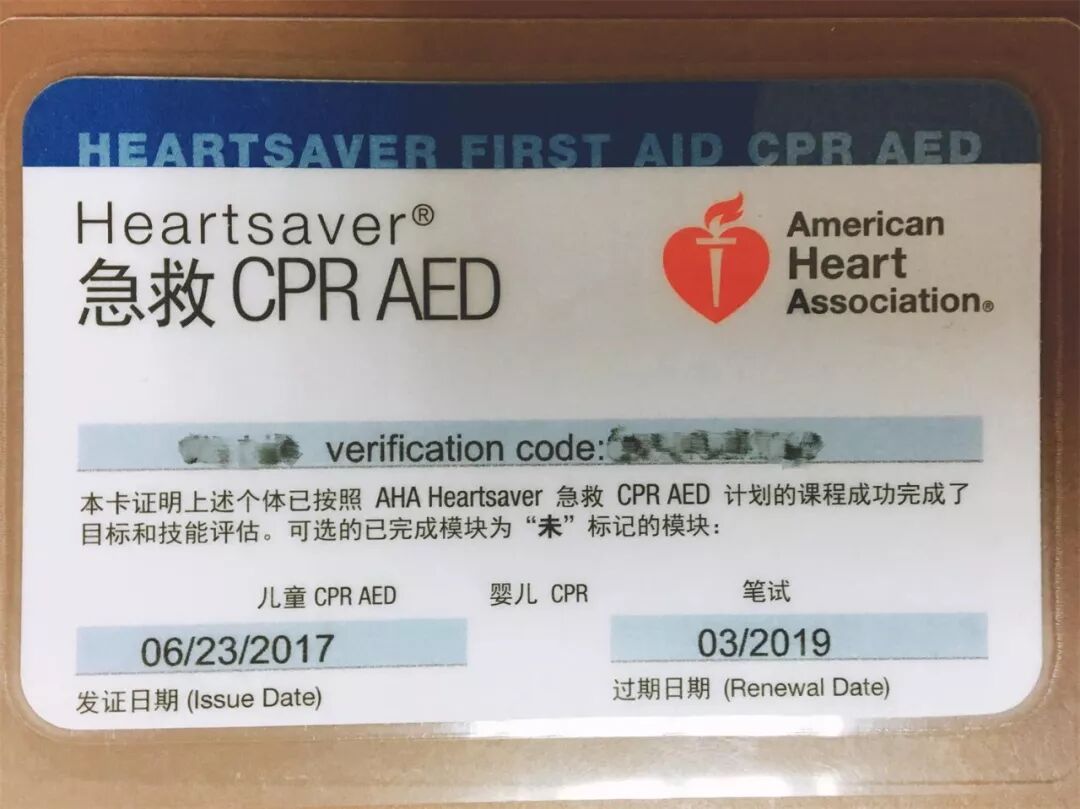 HEARTSAVER FIRST AID CPR AED
Heartsaver®
急救 CPR AED
American
Heart
Association®
verification code:
本卡证明上述个体已按照 AHA Heartsaver 急救 CPR AED 计划的课程成功完成了
目标和技能评估。可选的已完成模块为“未”标记的模块：
儿童 CPR AED 婴儿 CPR 笔试
06/23/2017 03/2019
发证日期 (Issue Date) 过期日期 (Renewal Date)